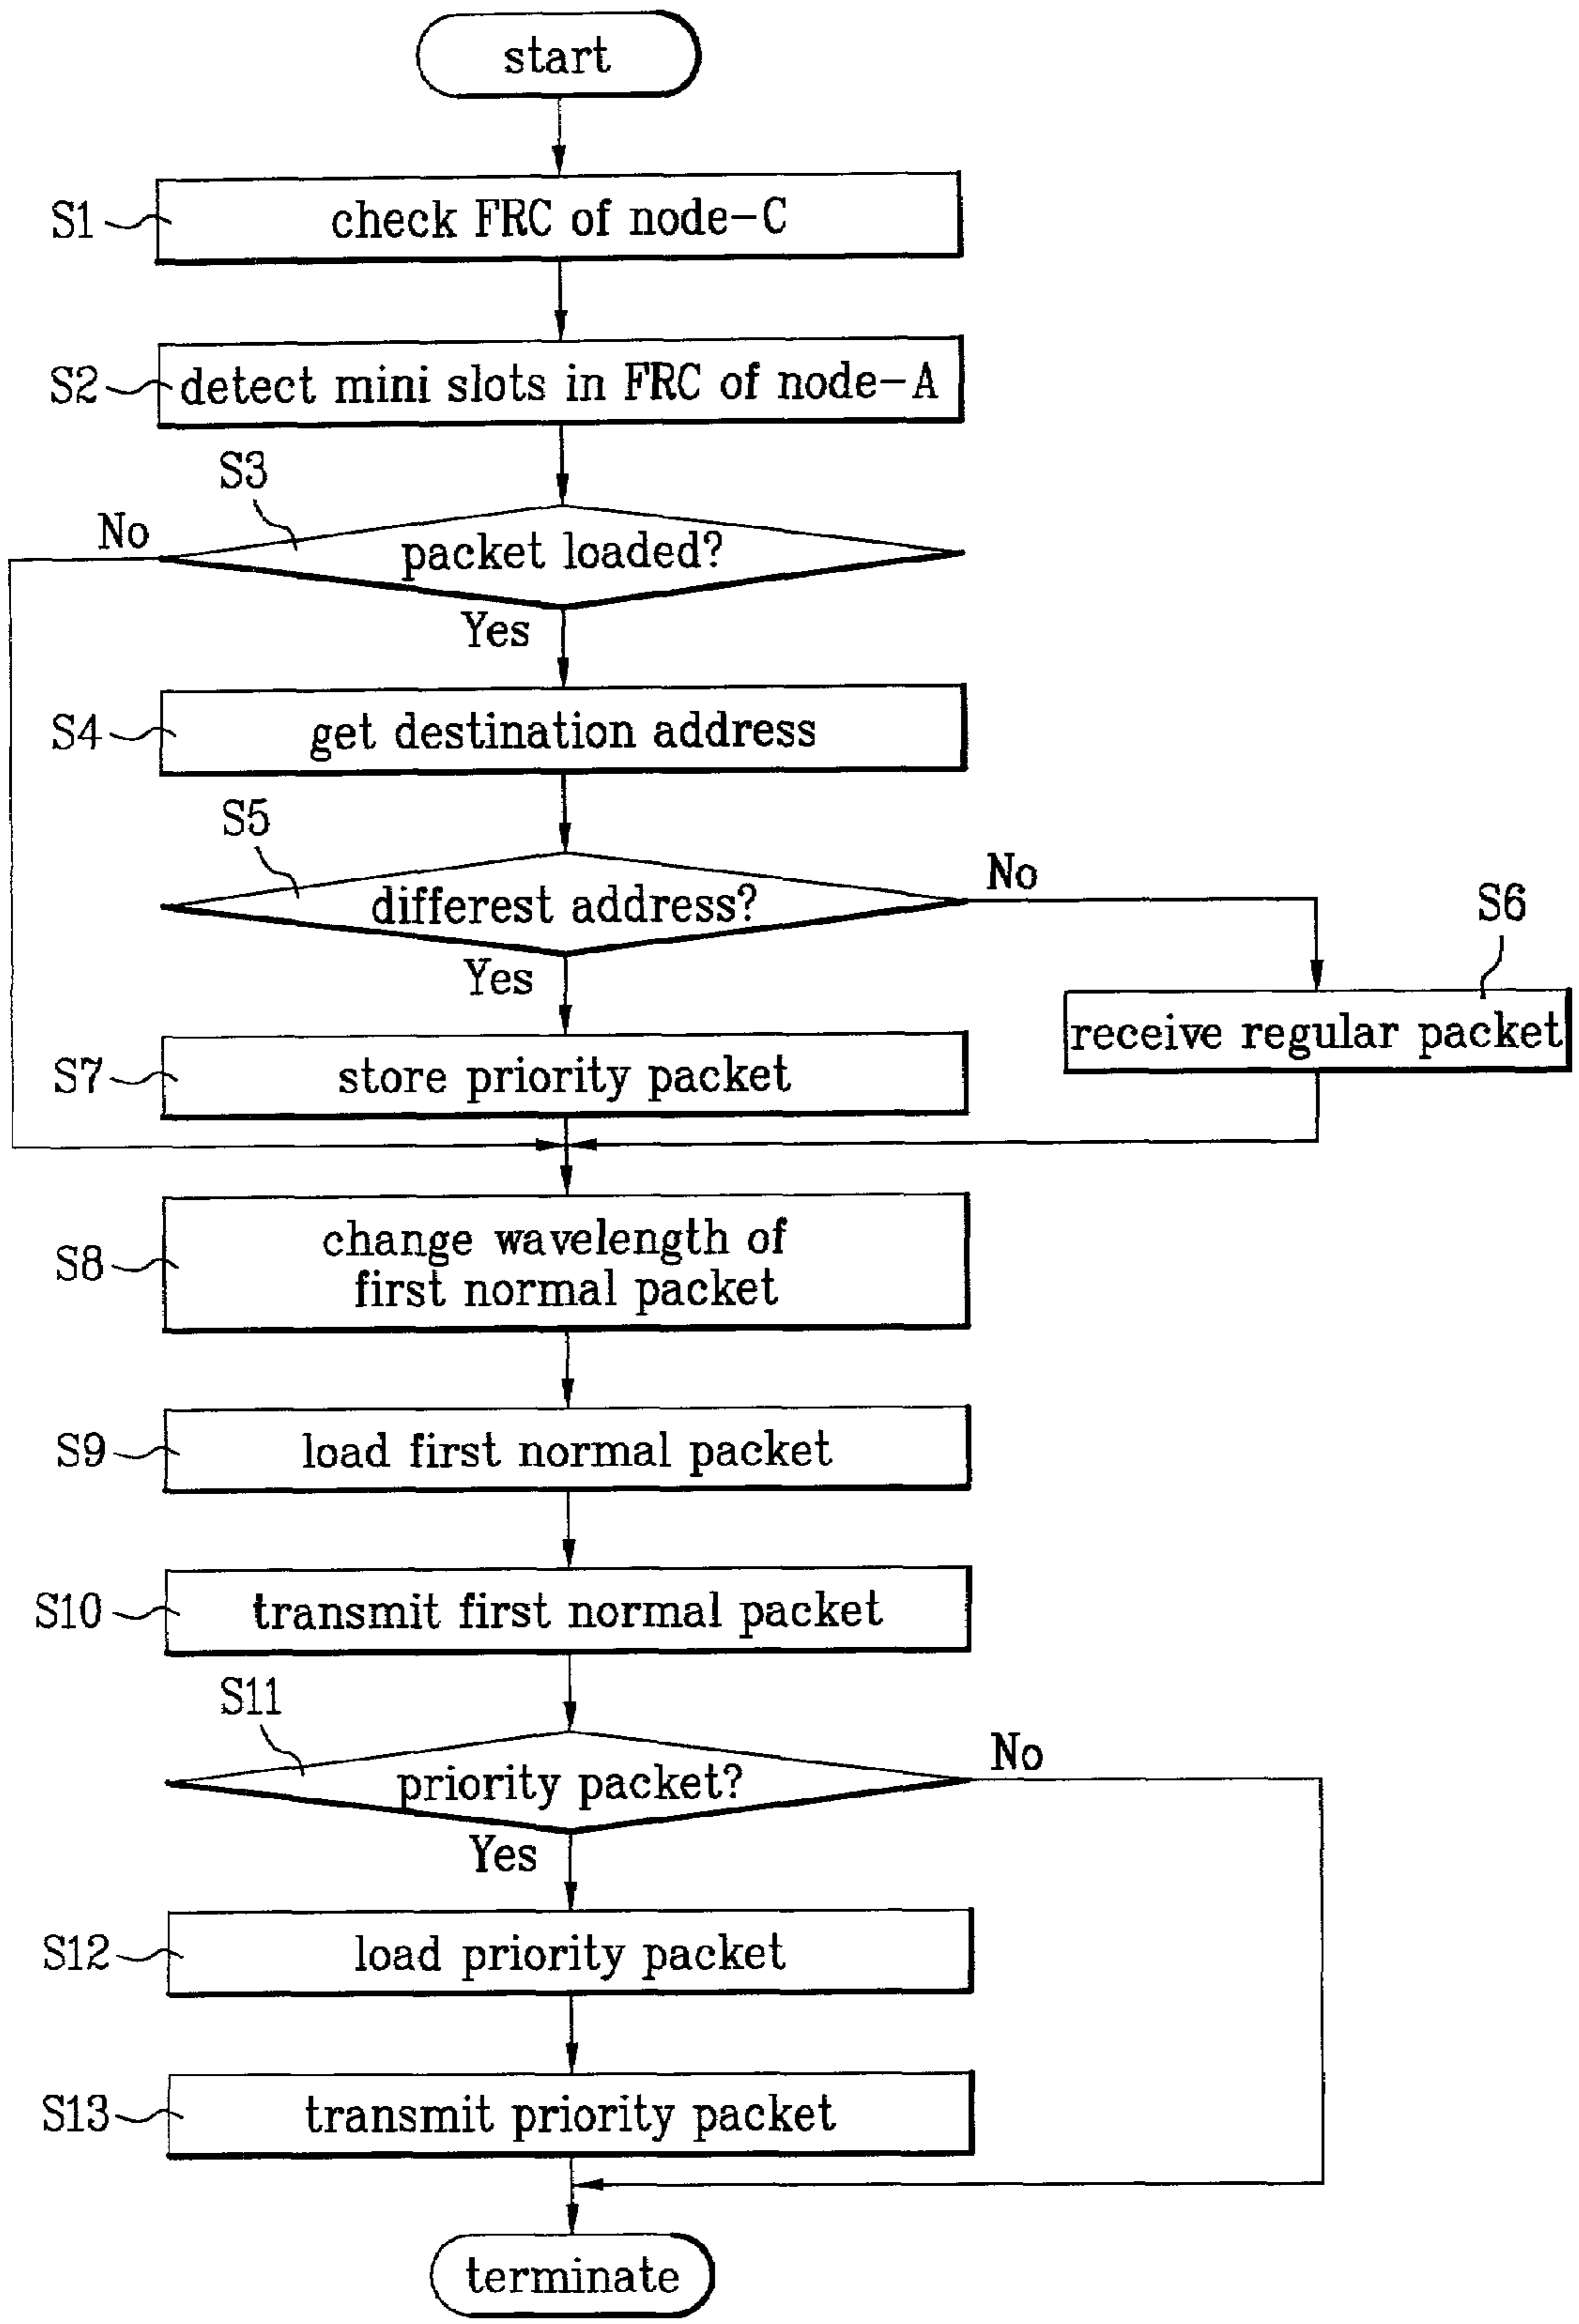 start
S1
check FRC of node-C
S2
detect mini slots in FRC of node-A
S3
No
packet loaded?
Yes
S4
get destination address
S5
No
differest address?
S6
Yes
receive regular packet
S7
store priority packet
S8
change wavelength of
first normal packet
S9
load first normal packet
S10
transmit first normal packet
S11
No
priority packet?
Yes
S12
load priority packet
S13
transmit priority packet
terminate